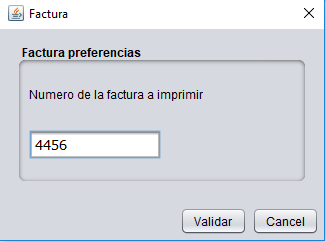 Factura
Factura preferencias
Numero de la factura a imprimir
4456
Validar Cancel